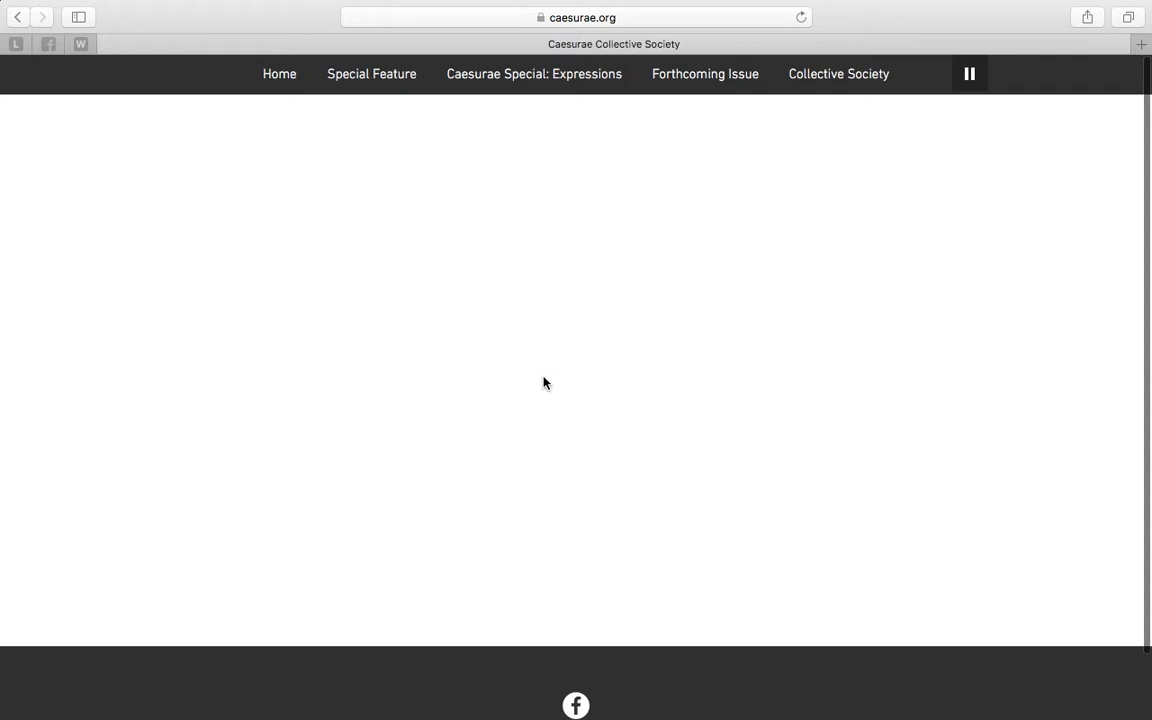 caesurae.org
L
W
Caesurae Collective Society
Home Special Feature Caesurae Special: Expressions Forthcoming Issue Collective Society